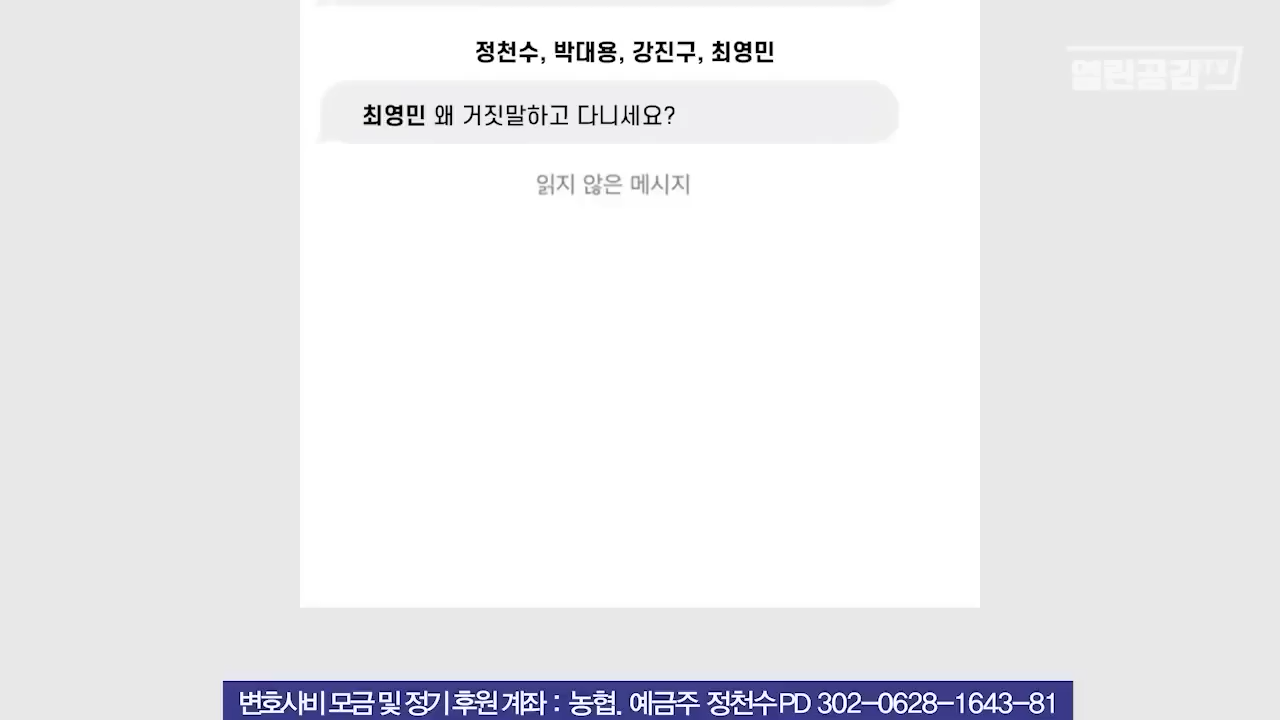 정천수, 박대용, 강진구, 최영민
열린공감TV
최영민 왜 거짓말하고 다니세요?
읽지 않은 메시지
변호사비 모금 및 정기 후원 계좌 : 농협. 예금주 정천수PD 302-0628-1643-81